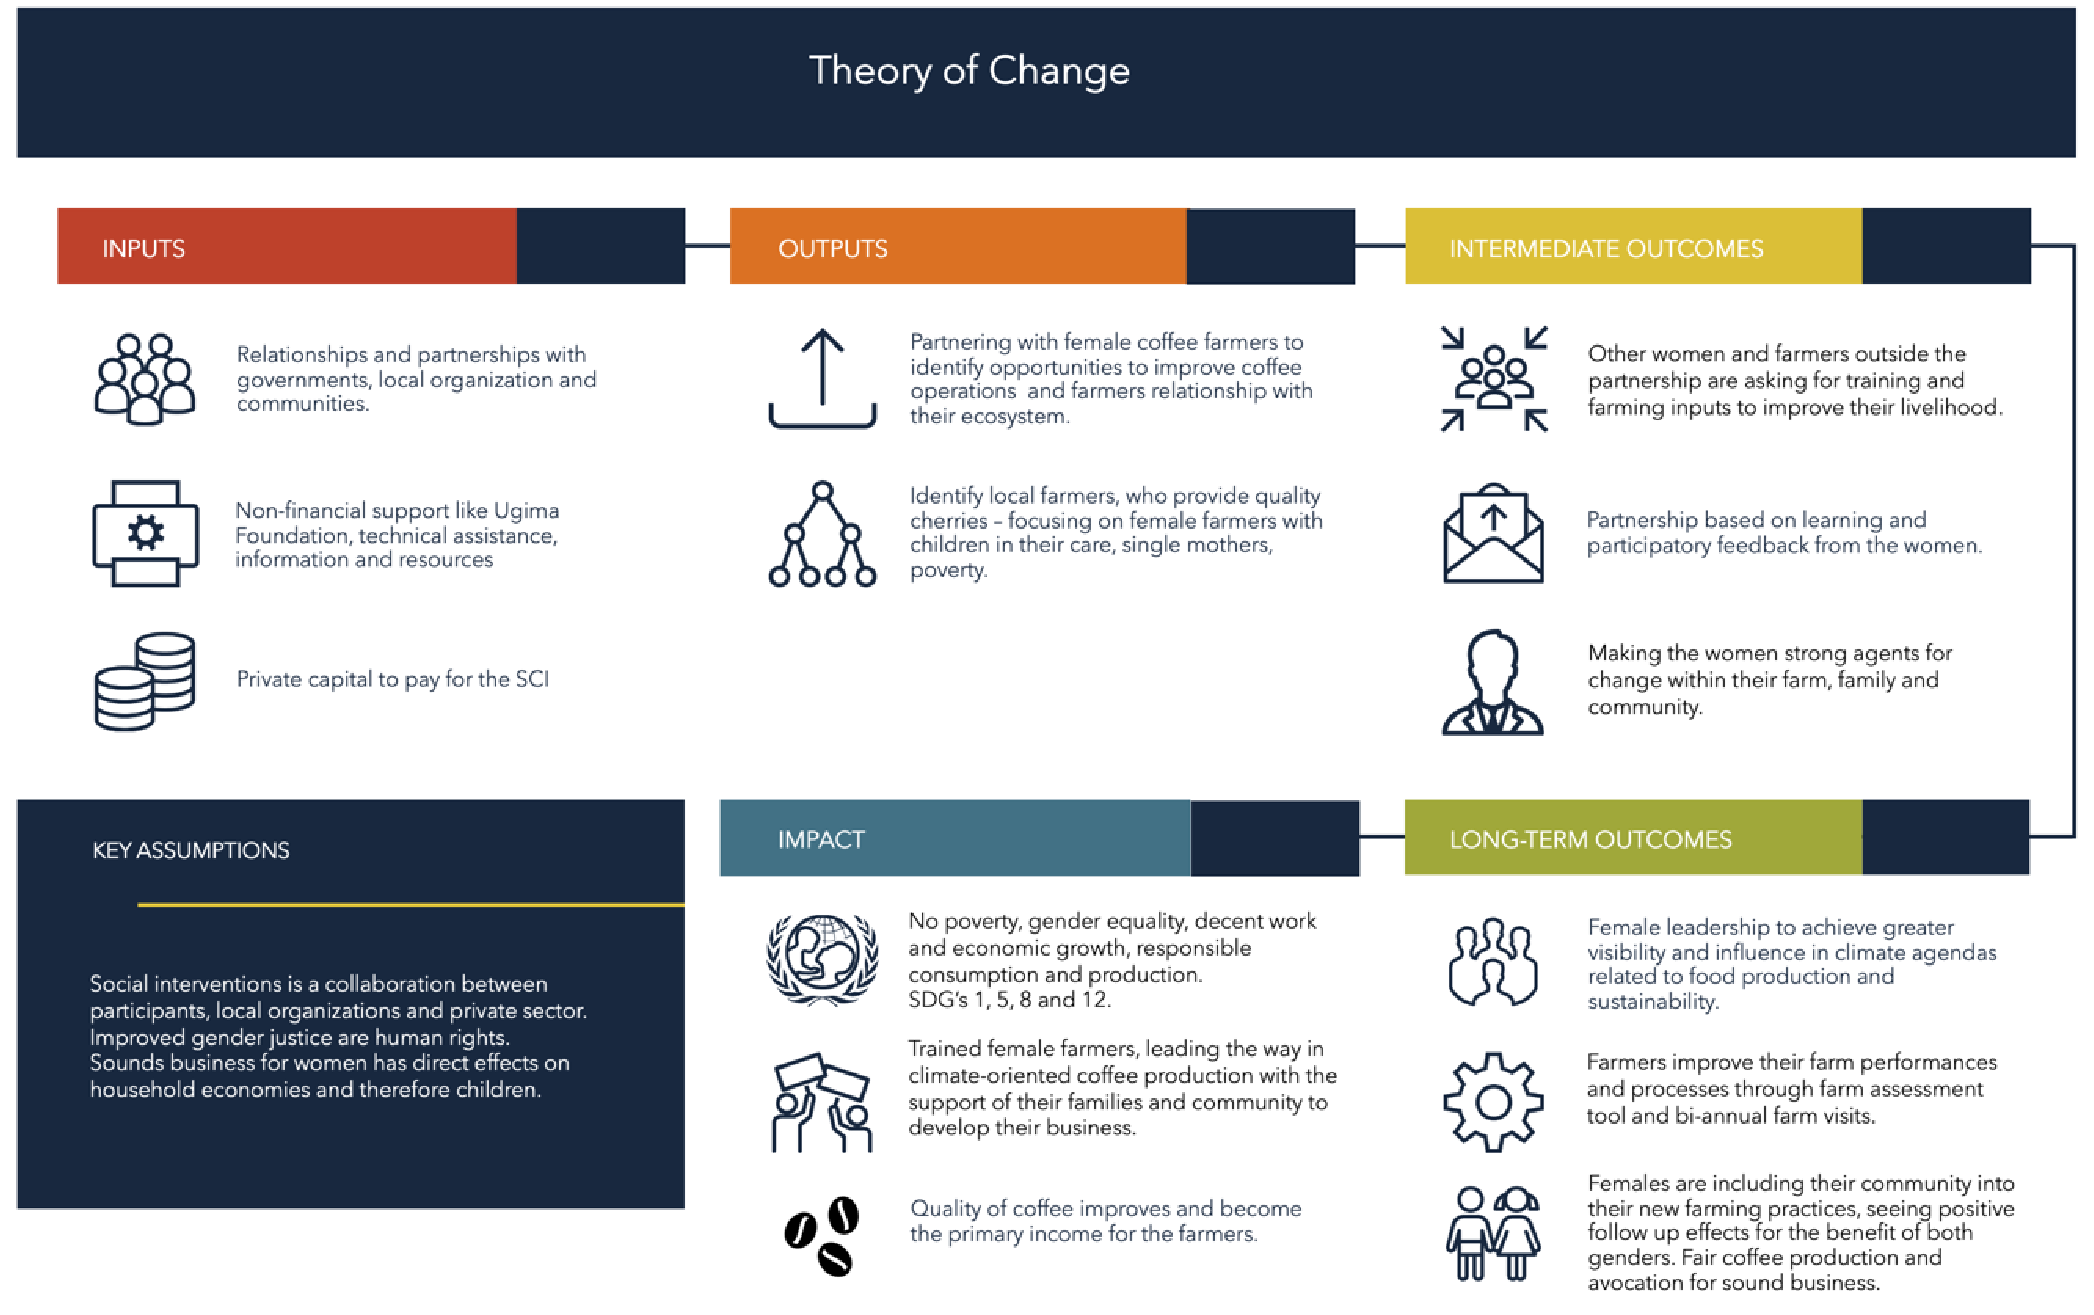 Theory of Change
INPUTS
Relationships and partnerships with
governments, local organization and
communities.
Non-financial support like Ugima
Foundation, technical assistance,
information and resources
Private capital to pay for the SCI
OUTPUTS
Partnering with female coffee farmers to
identify opportunities to improve coffee
operations and farmers relationship with
their ecosystem.
Identify local farmers, who provide quality
cherries – focusing on female farmers with
children in their care, single mothers,
poverty.
INTERMEDIATE OUTCOMES
Other women and farmers outside the
partnership are asking for training and
farming inputs to improve their livelihood.
Partnership based on learning and
participatory feedback from the women.
Making the women strong agents for
change within their farm, family and
community.
KEY ASSUMPTIONS
Social interventions is a collaboration between
participants, local organizations and private sector.
Improved gender justice are human rights.
Sounds business for women has direct effects on
household economies and therefore children.
IMPACT
No poverty, gender equality, decent work
and economic growth, responsible
consumption and production.
SDG's 1, 5, 8 and 12.
Trained female farmers, leading the way in
climate-oriented coffee production with the
support of their families and community to
develop their business.
Quality of coffee improves and become
the primary income for the farmers.
LONG-TERM OUTCOMES
Female leadership to achieve greater
visibility and influence in climate agendas
related to food production and
sustainability.
Farmers improve their farm performances
and processes through farm assessment
tool and bi-annual farm visits.
Females are including their community into
their new farming practices, seeing positive
follow up effects for the benefit of both
genders. Fair coffee production and
avocation for sound business.